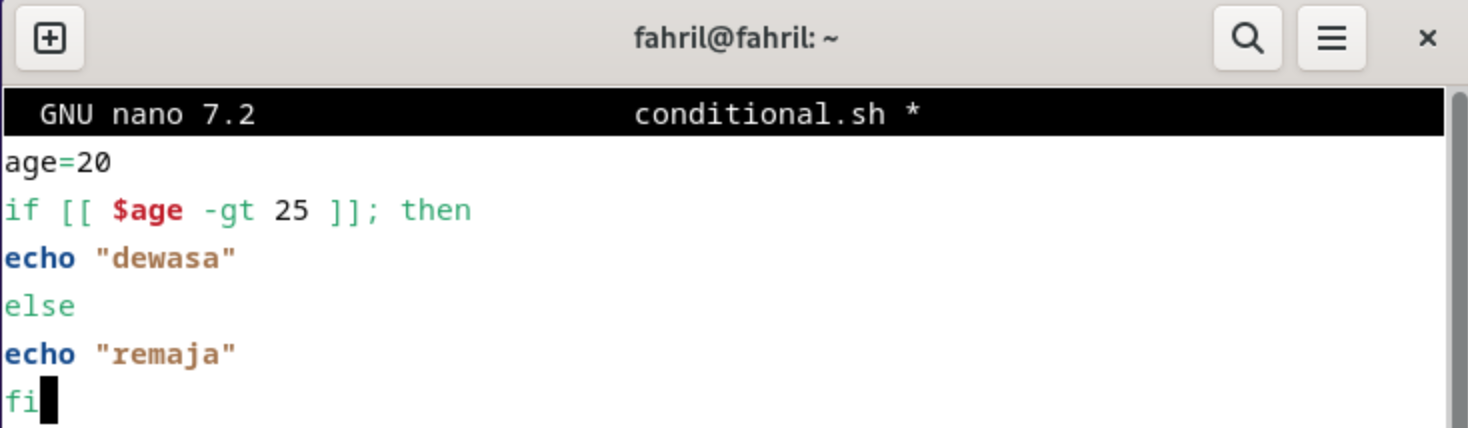 fahril@fahril: ~
GNU nano 7.2 conditional.sh *
age=20
if [[ $age -gt 25 ]]; then
echo "dewasa"
else
echo "remaja"
fi